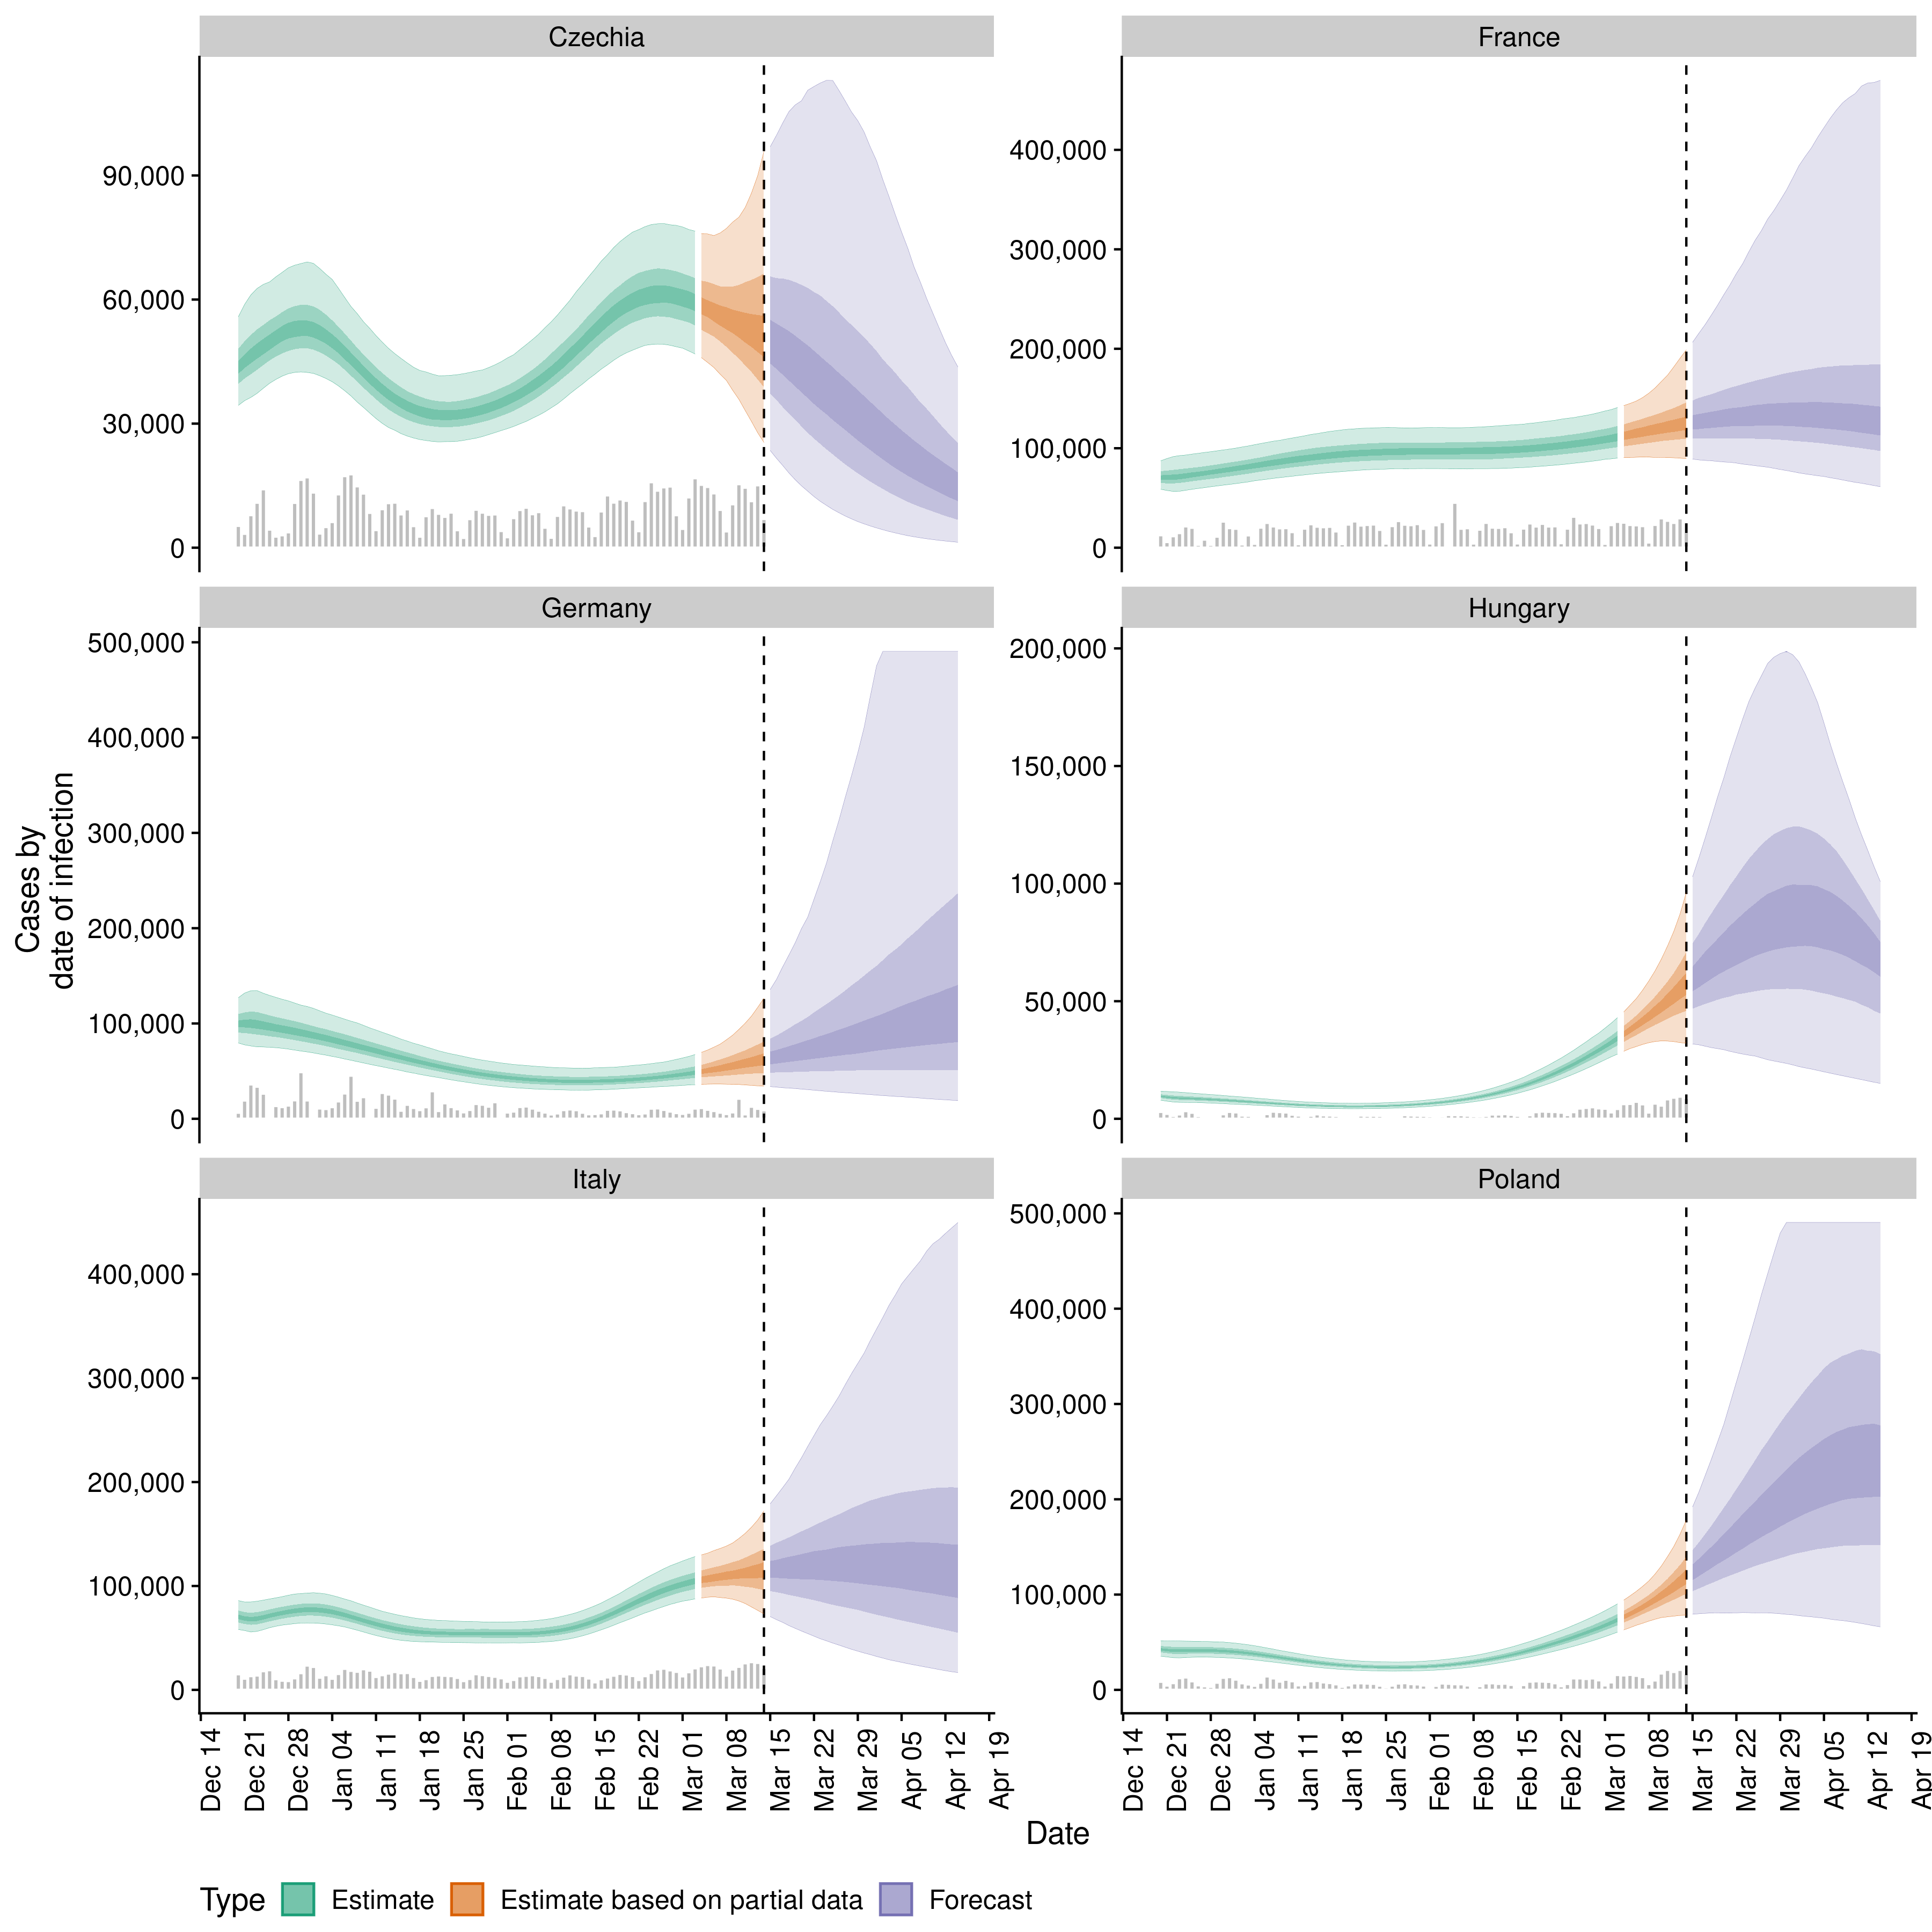 Czechia
France
90,000
60,000
30,000
0
400,000
300,000
200,000
100,000
0
Germany
Hungary
500,000
400,000
300,000
200,000
100,000
0
200,000
150,000
100,000
50,000
0
Italy
Poland
400,000
300,000
200,000
100,000
0
500,000
400,000
300,000
200,000
100,000
0
Cases by
date of infection
Dec 14
Dec 21
Dec 28
Jan 04
Jan 11
Jan 18
Jan 25
Feb 01
Feb 08
Feb 15
Feb 22
Mar 01
Mar 08
Mar 15
Mar 22
Mar 29
Apr 05
Apr 12
Apr 19
Dec 14
Dec 21
Dec 28
Jan 04
Jan 11
Jan 18
Jan 25
Feb 01
Feb 08
Feb 15
Feb 22
Mar 01
Mar 08
Mar 15
Mar 22
Mar 29
Apr 05
Apr 12
Apr 19
Date
Type Estimate Estimate based on partial data Forecast